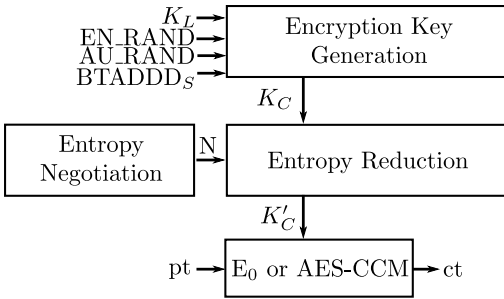 K_L
EN_RAND
AU_RAND
BTADDD_S
Encryption Key
Generation
K_C
Entropy
Negotiation
N
Entropy Reduction
K'_C
pt
E_0 or AES-CCM
ct